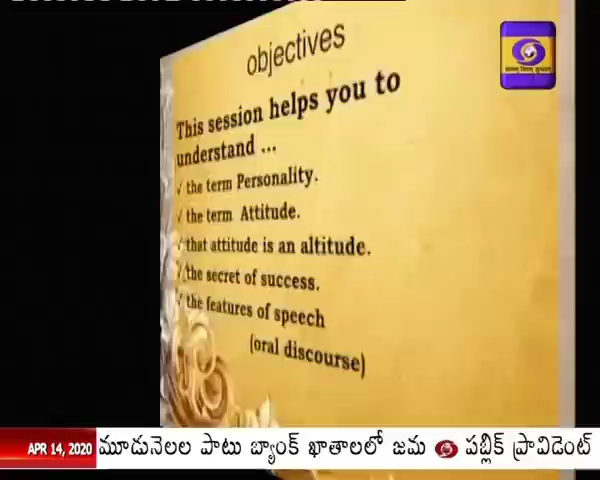 objectives
This session helps you to
understand ...
✓ the term Personality.
✓ the term Attitude.
✓ that attitude is an altitude.
✓ the secret of success.
✓ the features of speech
(oral discourse)
APR 14, 2020 మూడునెలల పాటు బ్యాంక్ ఖాతాలలో జమ పబ్లిక్ ప్రావిడెంట్